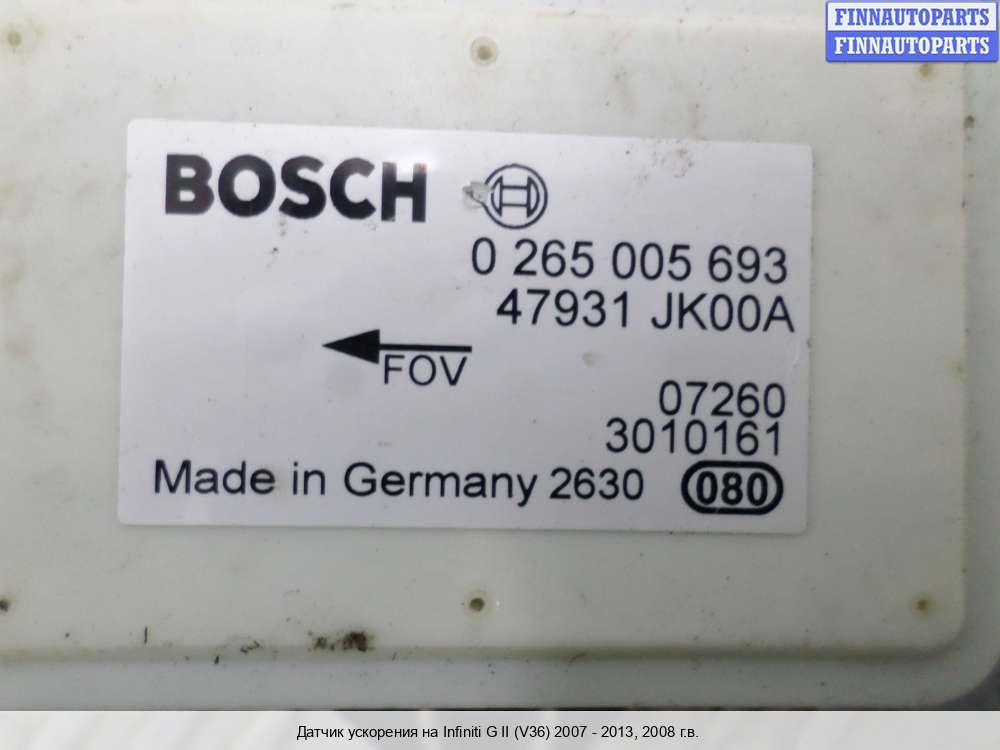 FINNAUTOPARTS
FINNAUTOPARTS
BOSCH
0 265 005 693
47931 JK00A
FOV
07260
3010161
Made in Germany 2630
080
Датчик ускорения на Infiniti G II (V36) 2007 - 2013, 2008 г.в.